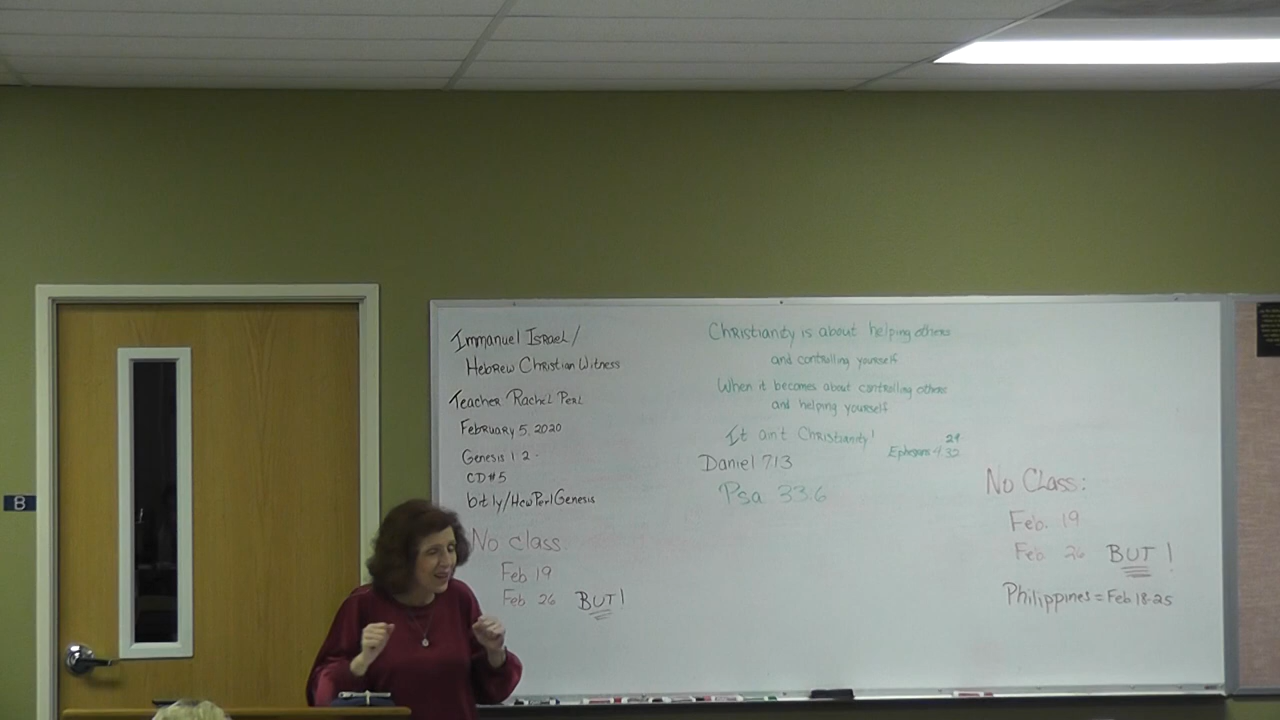 B
Immanuel Israel/
Hebrew Christian Witness
Teacher Rachel Perl
February 5, 2020
Genesis 1 2 -
CD#5
bit.ly/HcwPerlGenesis
No class.
Feb 19
Feb 26 BUT!
Christianity is about helping others
and controlling yourself
When it becomes about controlling others
and helping yourself
It ain't Christianity!
Ephesians 4 29
32
Daniel 7 13
Psa 33:6
No Class:
Feb. 19
Feb 26 BUT!
Philippines = Feb 18-25